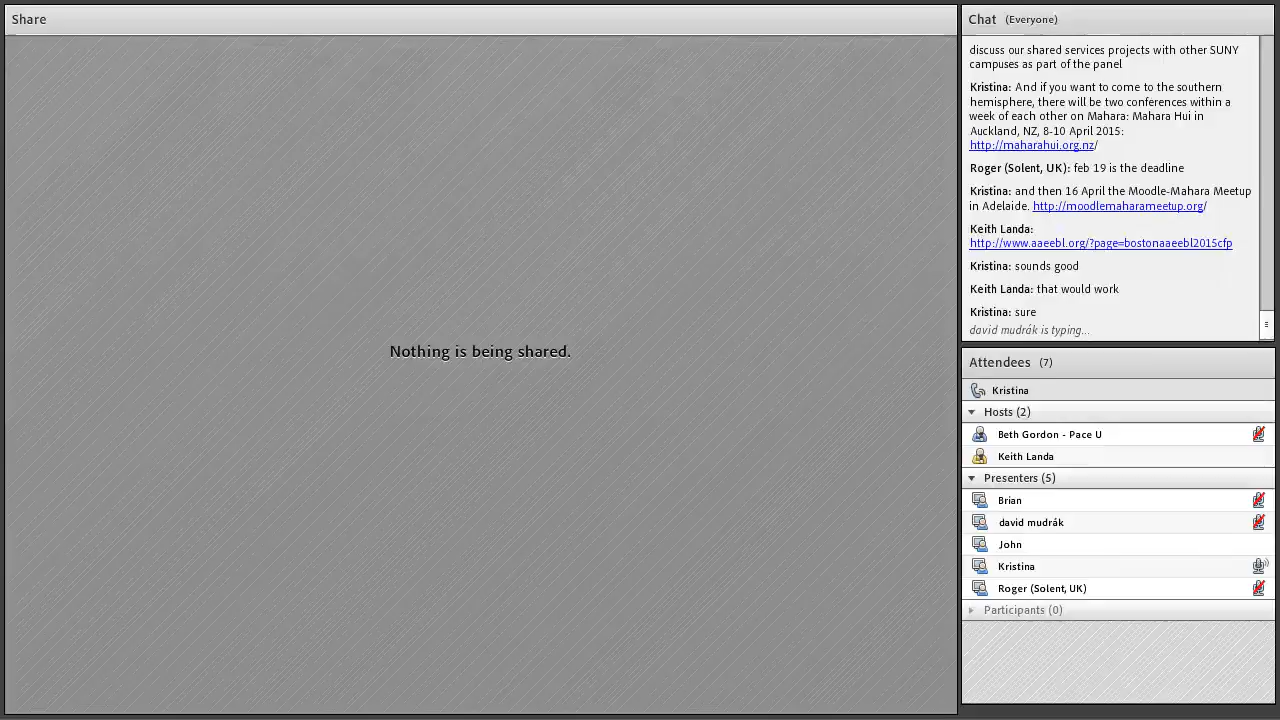 Share
Nothing is being shared.
Chat (Everyone)
discuss our shared services projects with other SUNY
campuses as part of the panel
Kristina: And if you want to come to the southern
hemisphere, there will be two conferences within a
week of each other on Mahara: Mahara Hui in
Auckland, NZ, 8-10 April 2015:
http://maharahui.org.nz/
Roger (Solent, UK): feb 19 is the deadline
Kristina: and then 16 April the Moodle-Mahara Meetup
in Adelaide. http://moodlemaharameetup.org/
Keith Landa:
http://www.aaeebl.org/?page=bostonaaeebl2015cfp
Kristina: sounds good
Keith Landa: that would work
Kristina: sure
david mudrák is typing...
Attendees (7)
Kristina
Hosts (2)
Beth Gordon - Pace U
Keith Landa
Presenters (5)
Brian
david mudrák
John
Kristina
Roger (Solent, UK)
Participants (0)